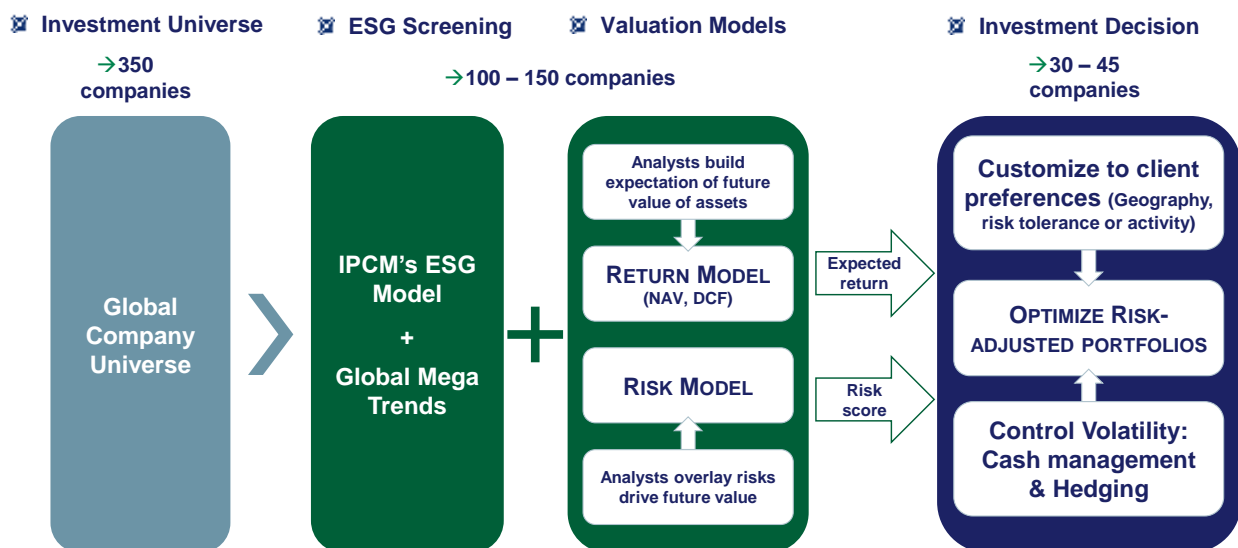 Investment Universe
ESG Screening
Valuation Models
Investment Decision
→350
companies
→100 – 150 companies
→30 – 45
companies
Global
Company
Universe
IPCM's ESG
Model
+
Global Mega
Trends
Analysts build
expectation of future
value of assets
RETURN MODEL
(NAV, DCF)
RISK MODEL
Analysts overlay risks
drive future value
Expected
return
Risk
score
Customize to client
preferences (Geography,
risk tolerance or activity)
OPTIMIZE RISK-
ADJUSTED PORTFOLIOS
Control Volatility:
Cash management
& Hedging